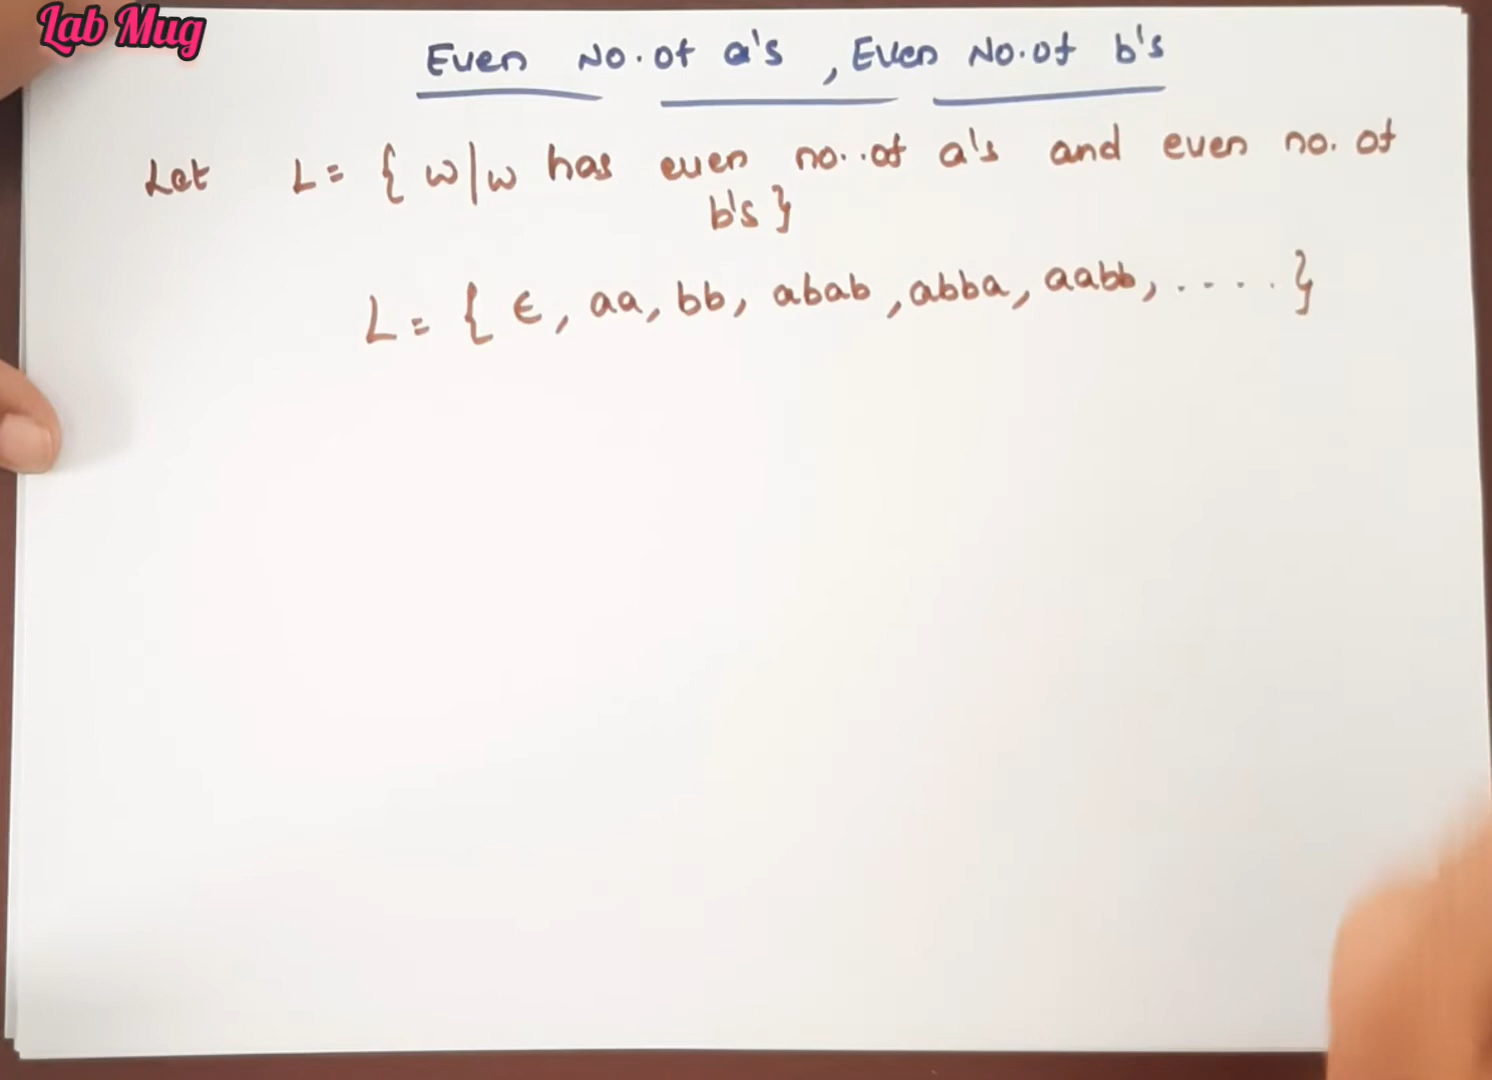 Lab Mug
Even No. of a's , Even No. of b's
Let L = { w | w has even no. of a's and even no. of
b's }
L = { ϵ, aa, bb, abab, abba, aabb, ..... }